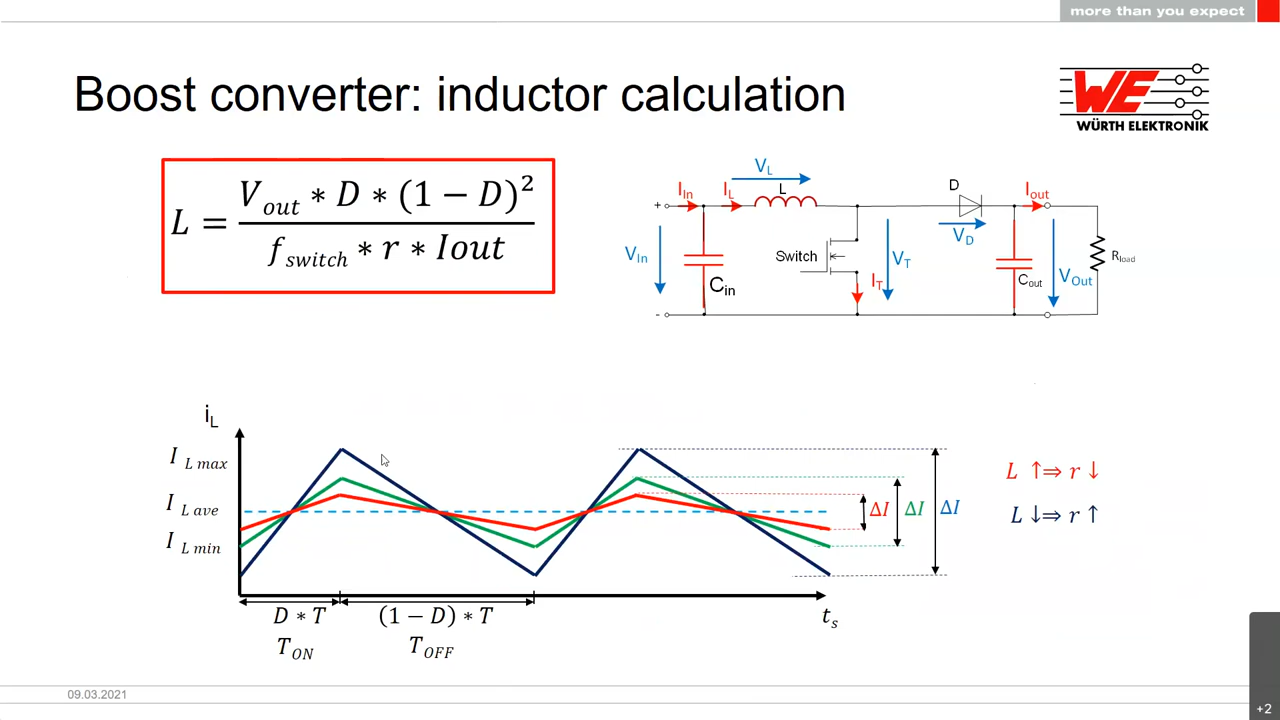 more than you expect
Boost converter: inductor calculation
WE
WÜRTH ELEKTRONIK
L = V_out * D * (1 − D)² / f_switch * r * Iout
V_L
I_In
I_L
L
D
I_out
+
V_In
C_in
Switch
I_T
V_T
V_D
C_out
V_Out
R_load
-
i_L
I_L max
I_L ave
I_L min
ΔI
ΔI
ΔI
L ↑⇒ r ↓
L ↓⇒ r ↑
D * T
(1 − D) * T
t_s
T_ON
T_OFF
09.03.2021
+2